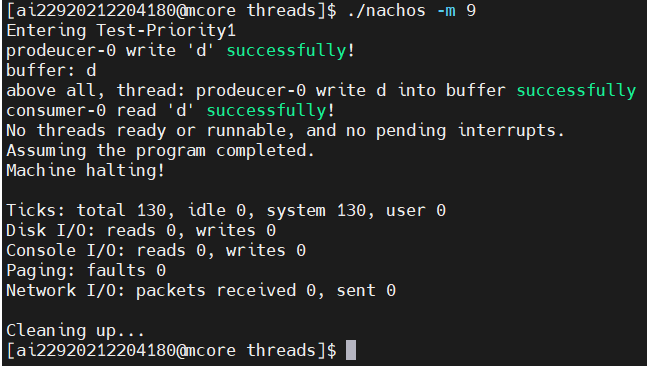 [ai22920212204180@mcore threads]$ ./nachos -m 9
Entering Test-Priority1
prodeucer-0 write 'd' successfully!
buffer: d
above all, thread: prodeucer-0 write d into buffer successfully
consumer-0 read 'd' successfully!
No threads ready or runnable, and no pending interrupts.
Assuming the program completed.
Machine halting!

Ticks: total 130, idle 0, system 130, user 0
Disk I/O: reads 0, writes 0
Console I/O: reads 0, writes 0
Paging: faults 0
Network I/O: packets received 0, sent 0

Cleaning up...
[ai22920212204180@mcore threads]$